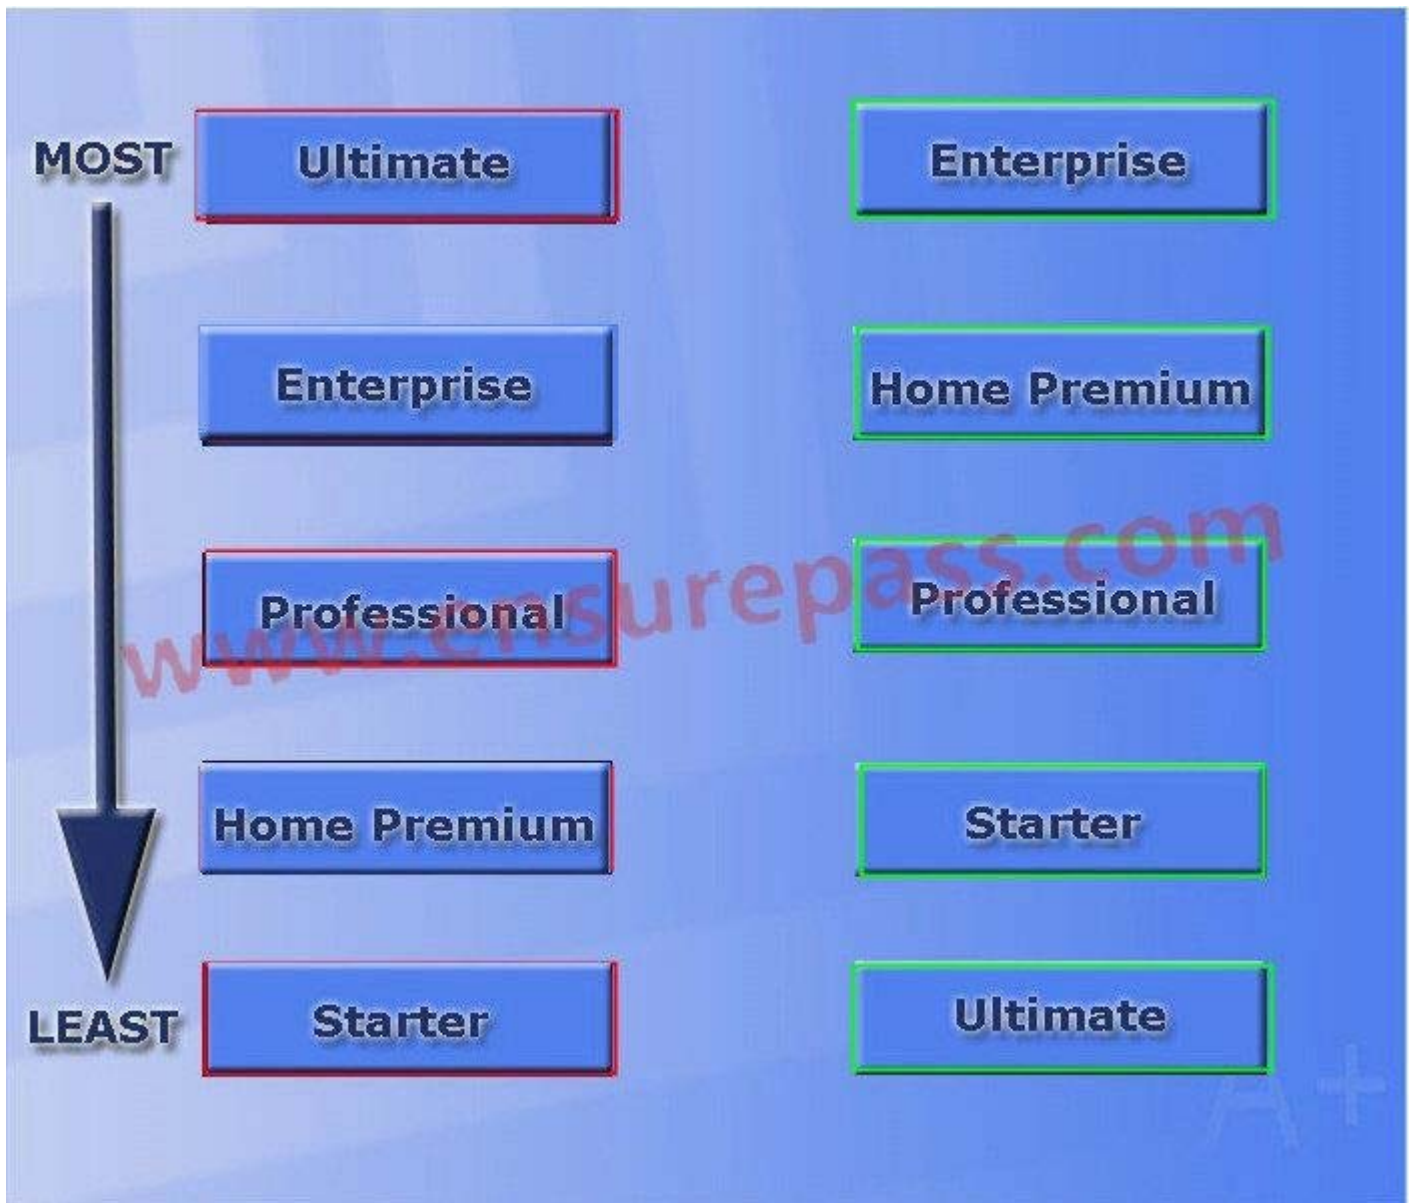 MOST
Ultimate
Enterprise
Enterprise
Home Premium
Professional
Professional
www.ensurepass.com
Home Premium
Starter
LEAST
Starter
Ultimate
A+